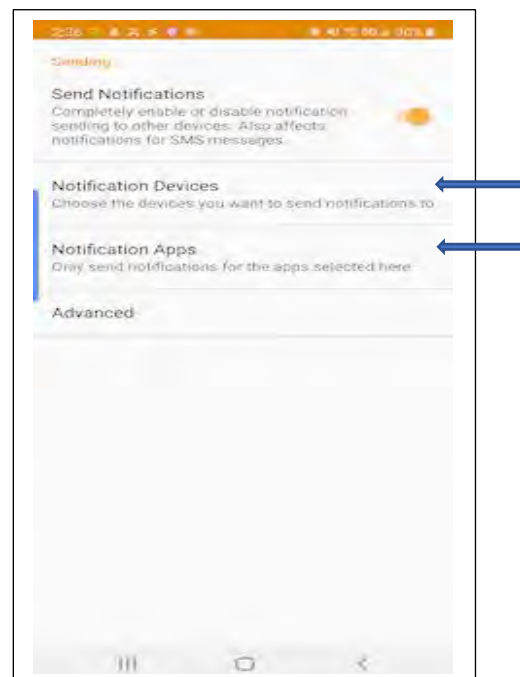 2:36
Sending
Send Notifications
Completely enable or disable notification
sending to other devices. Also affects
notifications for SMS messages.
Notification Devices
Choose the devices you want to send notifications to
Notification Apps
Only send notifications for the apps selected here
Advanced